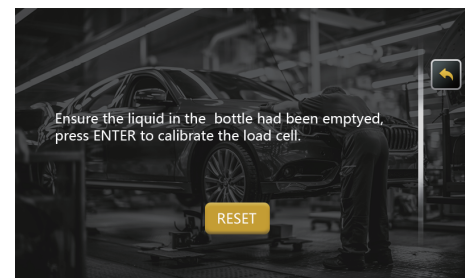 Ensure the liquid in the  bottle had been emptyed,
press ENTER to calibrate the load cell.
RESET